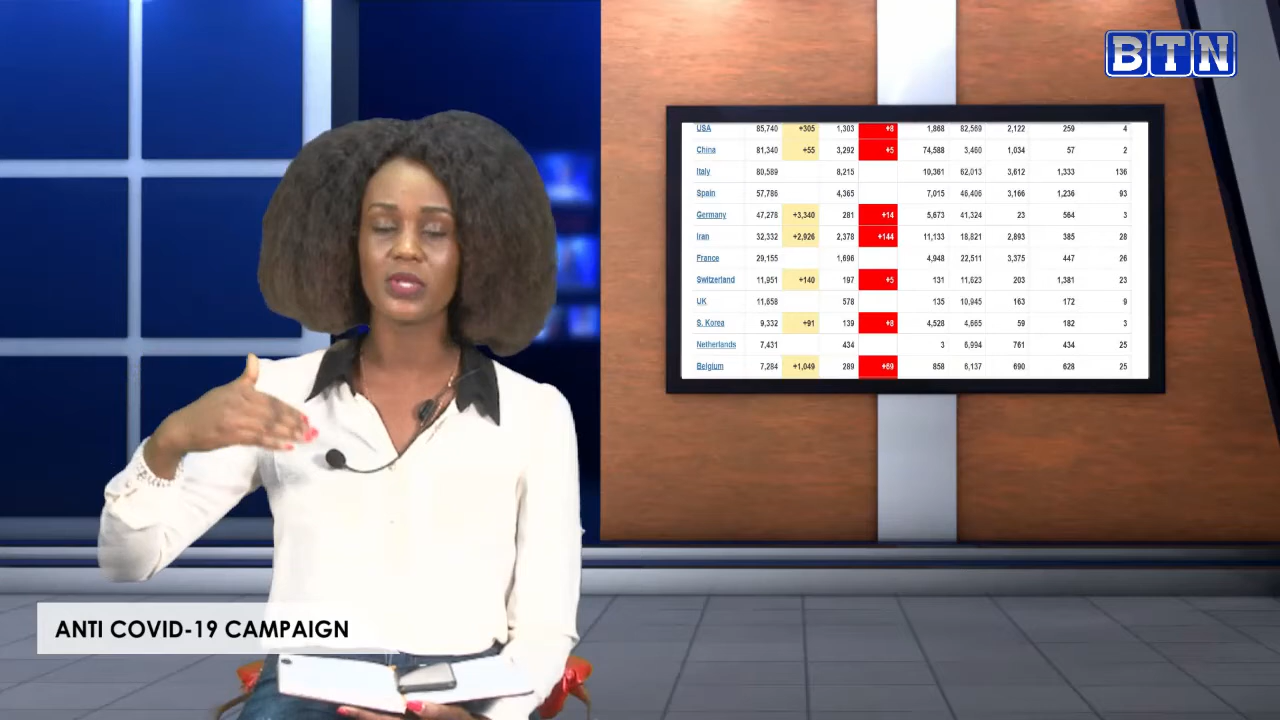 BTN
USA 85,740 +305 1,303 +8 1,868 82,569 2,122 259 4
China 81,340 +55 3,292 +5 74,588 3,460 1,034 57 2
Italy 80,589 8,215 10,361 62,013 3,612 1,333 136
Spain 57,786 4,365 7,015 46,406 3,166 1,236 93
Germany 47,278 +3,340 281 +14 5,673 41,324 23 564 3
Iran 32,332 +2,926 2,378 +144 11,133 18,821 2,893 385 28
France 29,155 1,696 4,948 22,511 3,375 447 26
Switzerland 11,951 +140 197 +5 131 11,623 203 1,381 23
UK 11,658 578 135 10,945 163 172 9
S. Korea 9,332 +91 139 +8 4,528 4,665 59 182 3
Netherlands 7,431 434 3 6,994 761 434 25
Belgium 7,284 +1,049 289 +69 858 6,137 690 628 25
ANTI COVID-19 CAMPAIGN